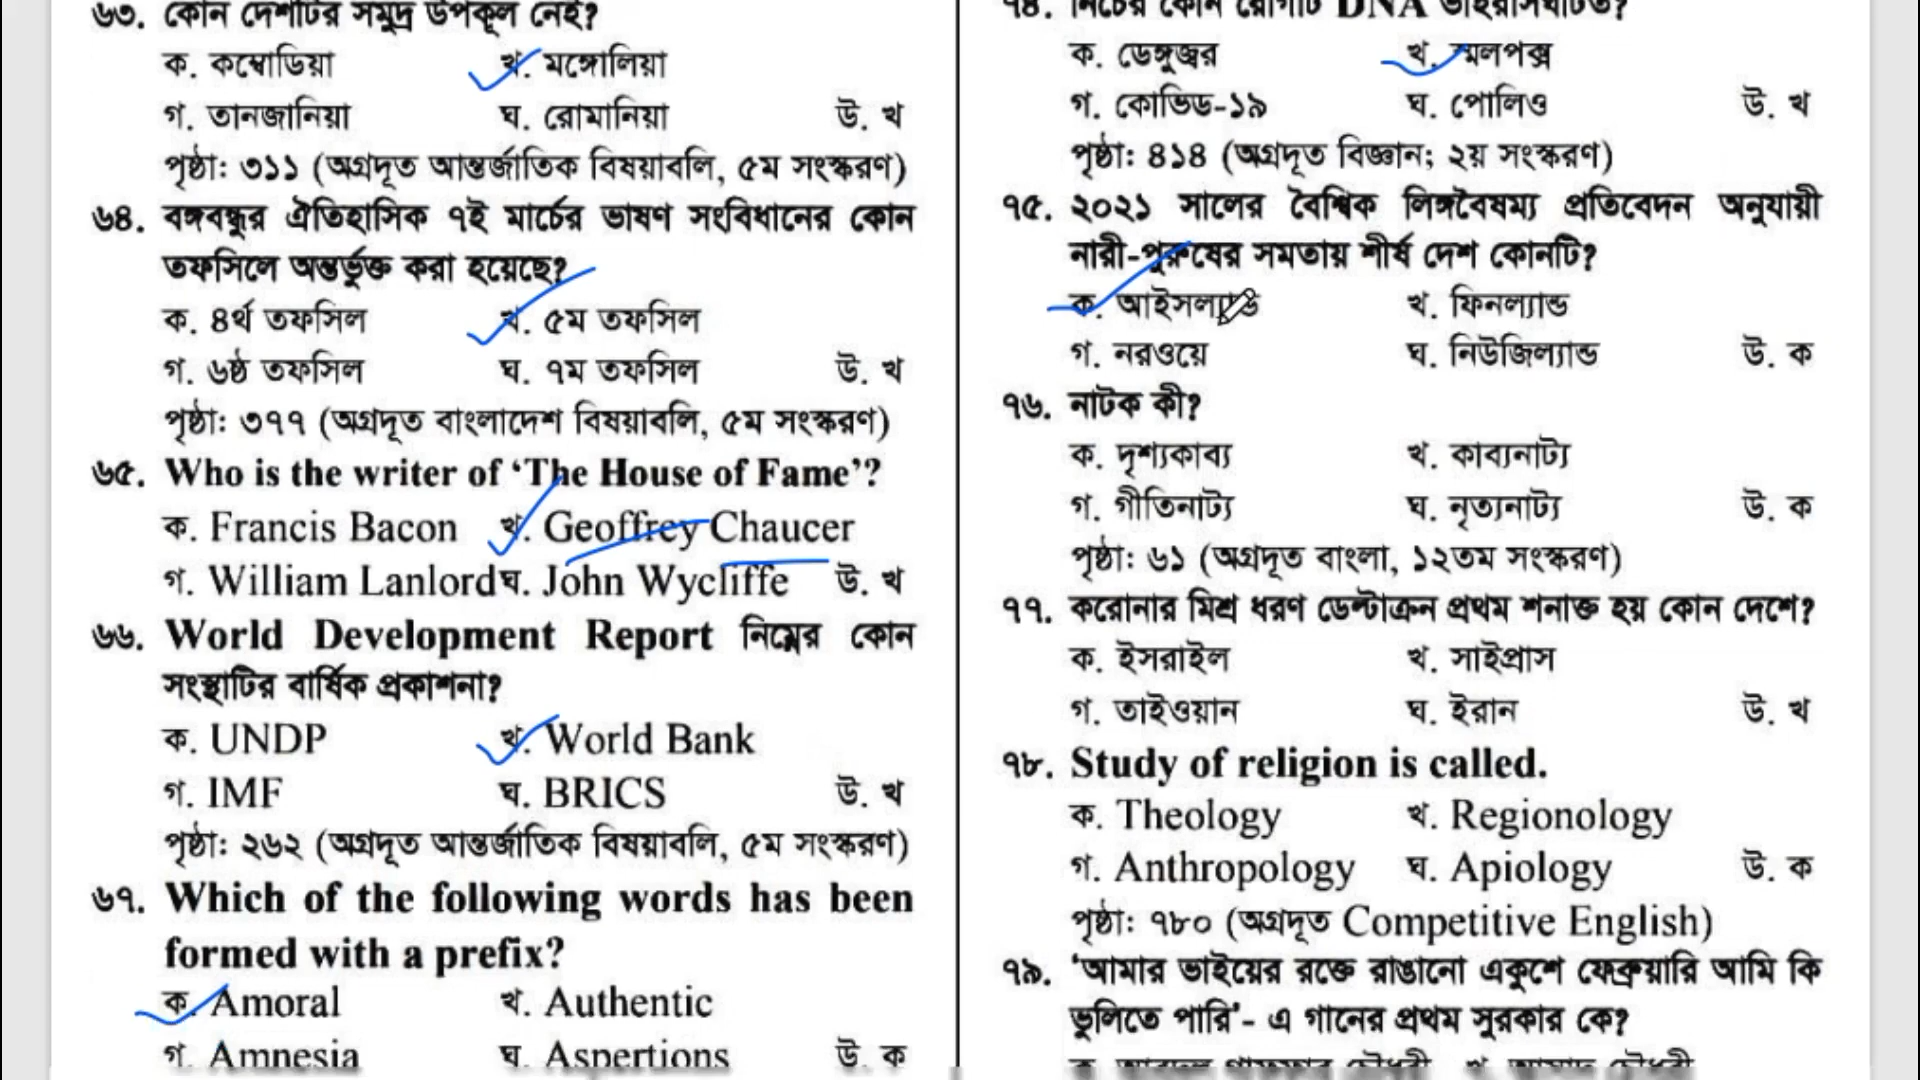 ৬৩. কোন দেশটির সমুদ্র উপকূল নেই?
ক. কম্বোডিয়া খ. মঙ্গোলিয়া
গ. তানজানিয়া ঘ. রোমানিয়া উ. খ
পৃষ্ঠা: ৩১১ (অগ্রদূত আন্তর্জাতিক বিষয়াবলি, ৫ম সংস্করণ)
৬৪. বঙ্গবন্ধুর ঐতিহাসিক ৭ই মার্চের ভাষণ সংবিধানের কোন
তফসিলে অন্তর্ভুক্ত করা হয়েছে?
ক. ৪র্থ তফসিল খ. ৫ম তফসিল
গ. ৬ষ্ঠ তফসিল ঘ. ৭ম তফসিল উ. খ
পৃষ্ঠা: ৩৭৭ (অগ্রদূত বাংলাদেশ বিষয়াবলি, ৫ম সংস্করণ)
৬৫. Who is the writer of ‘The House of Fame’?
ক. Francis Bacon খ. Geoffrey Chaucer
গ. William Lanlord ঘ. John Wycliffe উ. খ
৬৬. World Development Report নিম্নের কোন
সংস্থাটির বার্ষিক প্রকাশনা?
ক. UNDP খ. World Bank
গ. IMF ঘ. BRICS উ. খ
পৃষ্ঠা: ২৬২ (অগ্রদূত আন্তর্জাতিক বিষয়াবলি, ৫ম সংস্করণ)
৬৭. Which of the following words has been
formed with a prefix?
ক. Amoral খ. Authentic
গ. Amnesia ঘ. Aspertions উ. ক
৭৪. নিচের কোন রোগটি DNA ভাইরাসঘটিত?
ক. ডেঙ্গুজ্বর খ. স্মলপক্স
গ. কোভিড-১৯ ঘ. পোলিও উ. খ
পৃষ্ঠা: ৪১৪ (অগ্রদূত বিজ্ঞান; ২য় সংস্করণ)
৭৫. ২০২১ সালের বৈশ্বিক লিঙ্গবৈষম্য প্রতিবেদন অনুযায়ী
নারী-পুরুষের সমতায় শীর্ষ দেশ কোনটি?
ক. আইসল্যান্ড খ. ফিনল্যান্ড
গ. নরওয়ে ঘ. নিউজিল্যান্ড উ. ক
৭৬. নাটক কী?
ক. দৃশ্যকাব্য খ. কাব্যনাট্য
গ. গীতিনাট্য ঘ. নৃত্যনাট্য উ. ক
পৃষ্ঠা: ৬১ (অগ্রদূত বাংলা, ১২তম সংস্করণ)
৭৭. করোনার মিশ্র ধরণ ডেল্টাক্রন প্রথম শনাক্ত হয় কোন দেশে?
ক. ইসরাইল খ. সাইপ্রাস
গ. তাইওয়ান ঘ. ইরান উ. খ
৭৮. Study of religion is called.
ক. Theology খ. Regionology
গ. Anthropology ঘ. Apiology উ. ক
পৃষ্ঠা: ৭৮০ (অগ্রদূত Competitive English)
৭৯. ‘আমার ভাইয়ের রক্তে রাঙানো একুশে ফেব্রুয়ারি আমি কি
ভুলিতে পারি’- এ গানের প্রথম সুরকার কে?